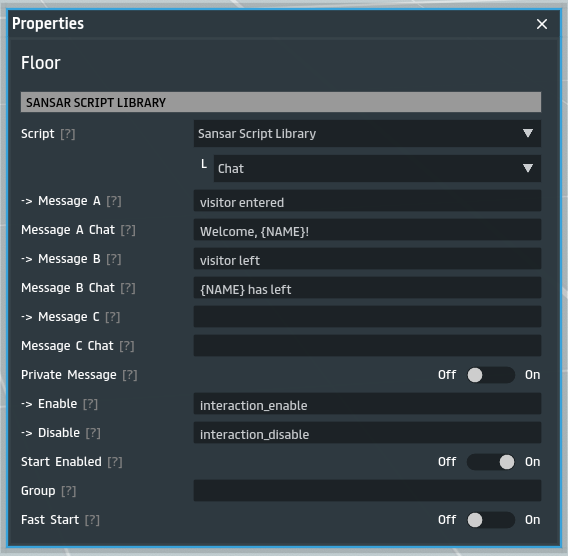 Properties
Floor
SANSAR SCRIPT LIBRARY
Script [?] Sansar Script Library
Chat
-> Message A [?] visitor entered
Message A Chat [?] Welcome, {NAME}!
-> Message B [?] visitor left
Message B Chat [?] {NAME} has left
-> Message C [?]
Message C Chat [?]
Private Message [?] Off On
-> Enable [?] interaction_enable
-> Disable [?] interaction_disable
Start Enabled [?] Off On
Group [?]
Fast Start [?] Off On